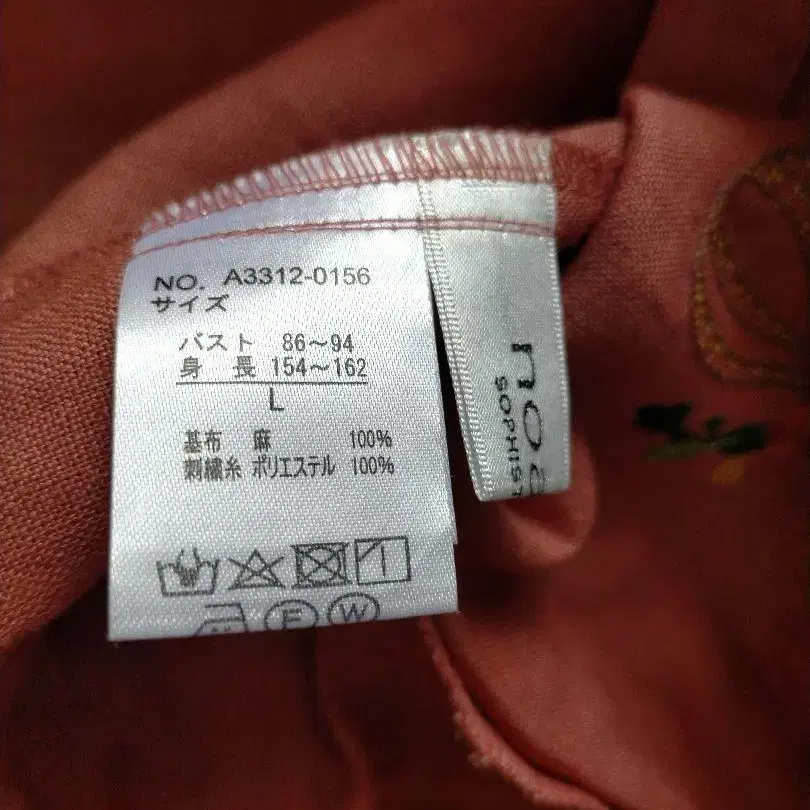 NO. A3312-0156
サイズ
バスト 86～94
身 長 154～162
L
基布 麻 100%
刺繍糸 ポリエステル 100%
F W